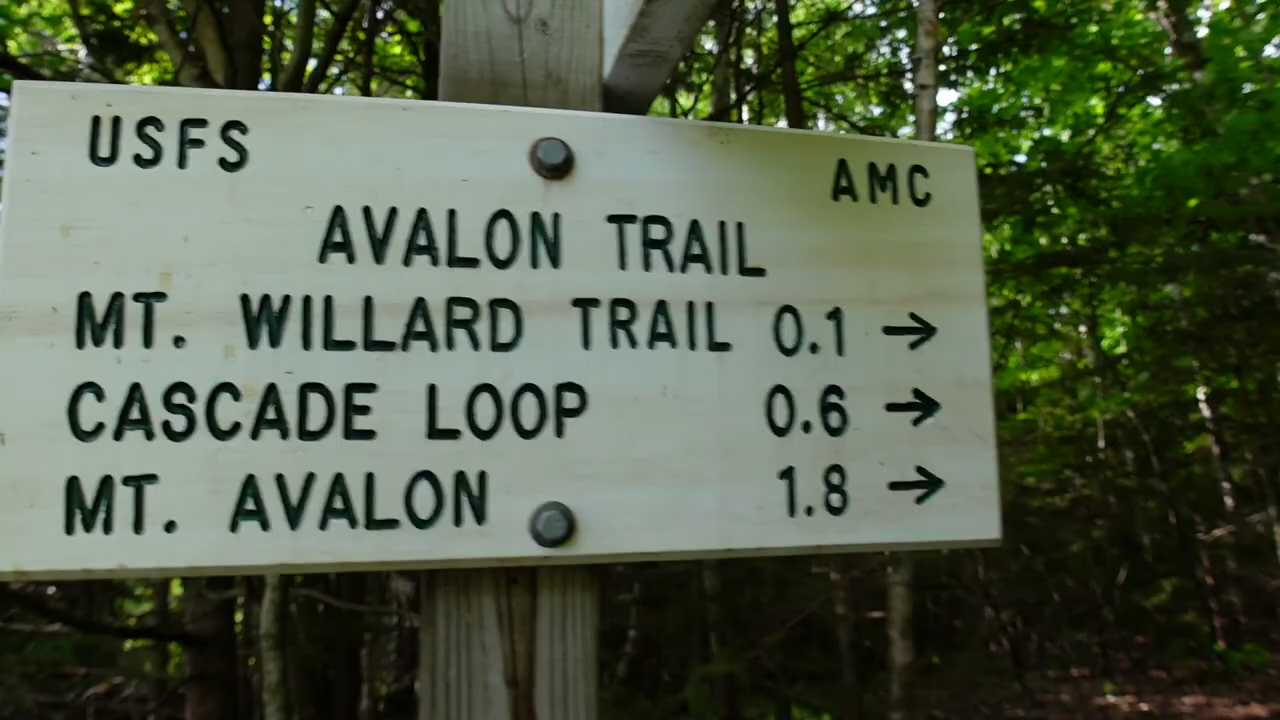 USFS AMC
AVALON TRAIL
MT. WILLARD TRAIL 0.1 →
CASCADE LOOP 0.6 →
MT. AVALON 1.8 →